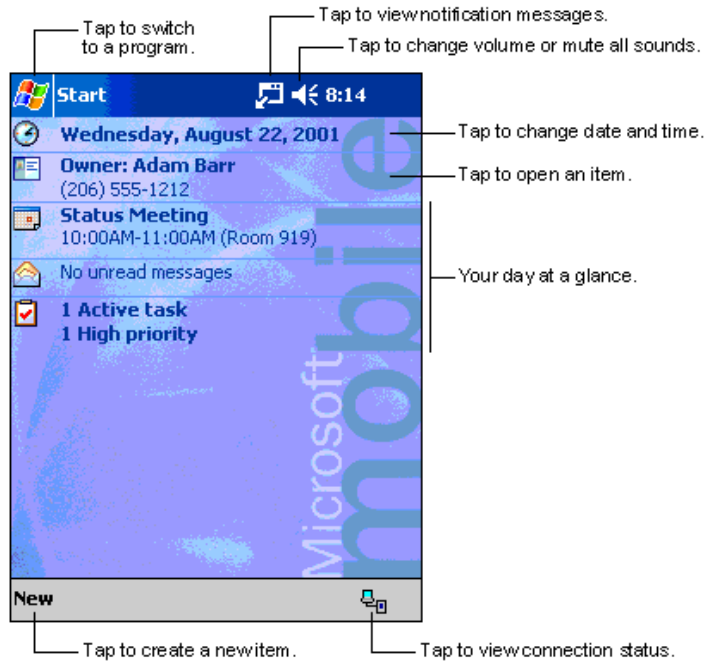 Tap to view notification messages.
Tap to switch
to a program.
Tap to change volume or mute all sounds.
Start
8:14
Wednesday, August 22, 2001
Tap to change date and time.
Owner: Adam Barr
(206) 555-1212
Tap to open an item.
Status Meeting
10:00AM-11:00AM (Room 919)
No unread messages
Your day at a glance.
1 Active task
1 High priority
Microsoft
mobile
New
Tap to create a new item.
Tap to view connection status.